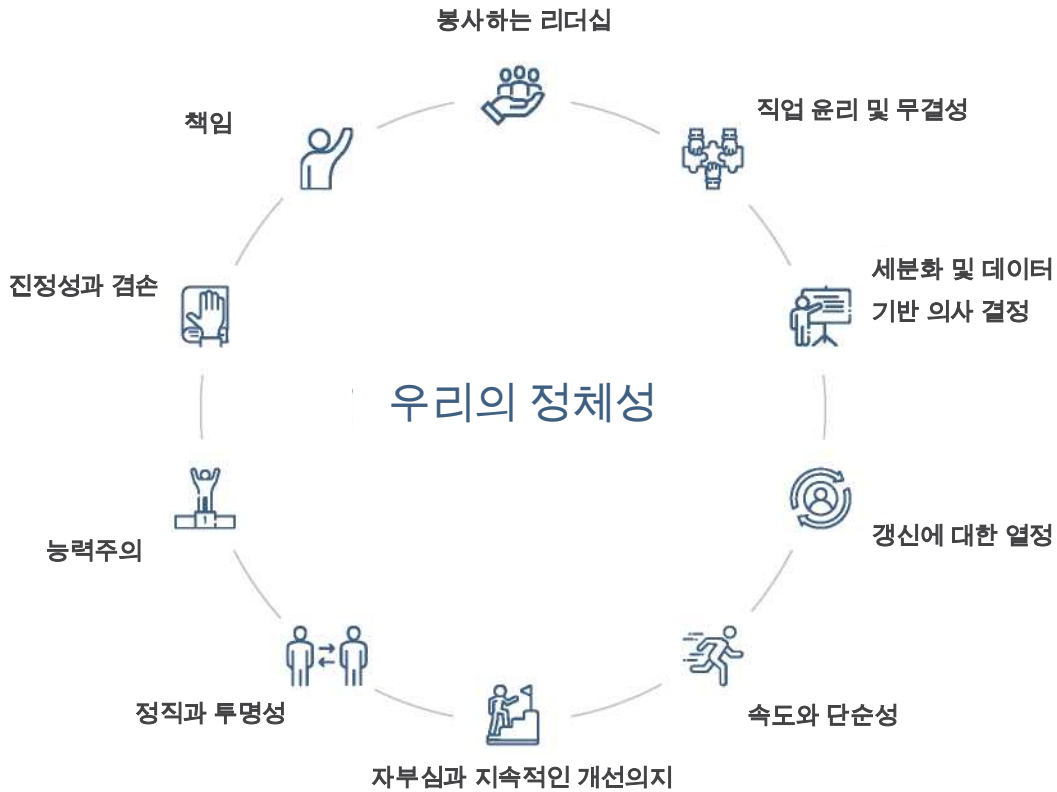 봉사하는 리더십
직업 윤리 및 무결성
세분화 및 데이터
기반 의사 결정
갱신에 대한 열정
속도와 단순성
자부심과 지속적인 개선의지
정직과 투명성
능력주의
진정성과 겸손
책임
우리의 정체성